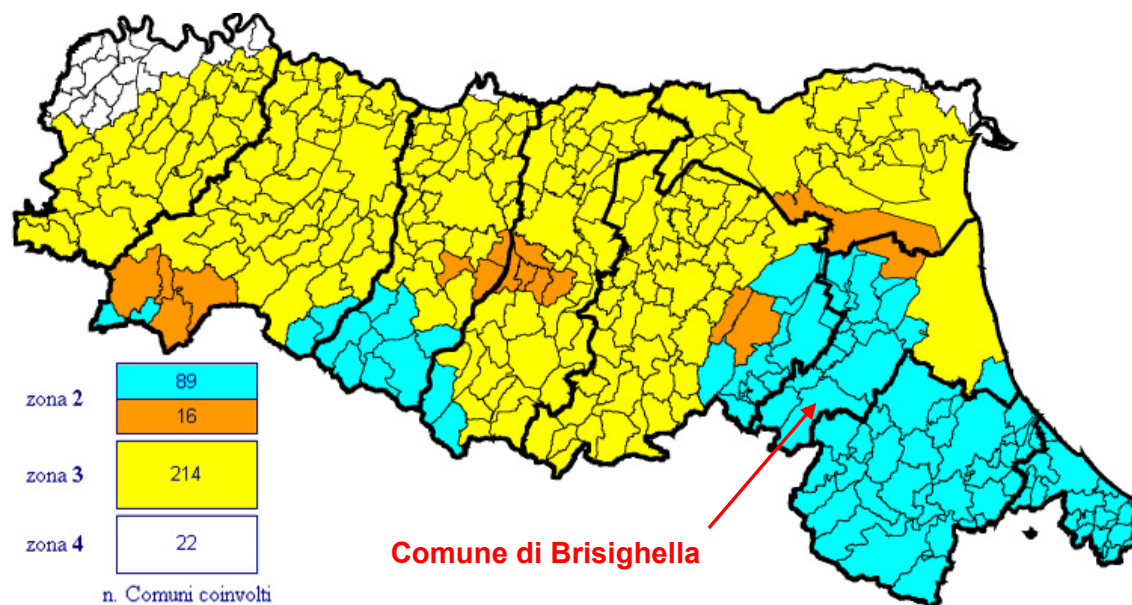 zona 2
89
16
zona 3
214
zona 4
22
n. Comuni coinvolti
Comune di Brisighella